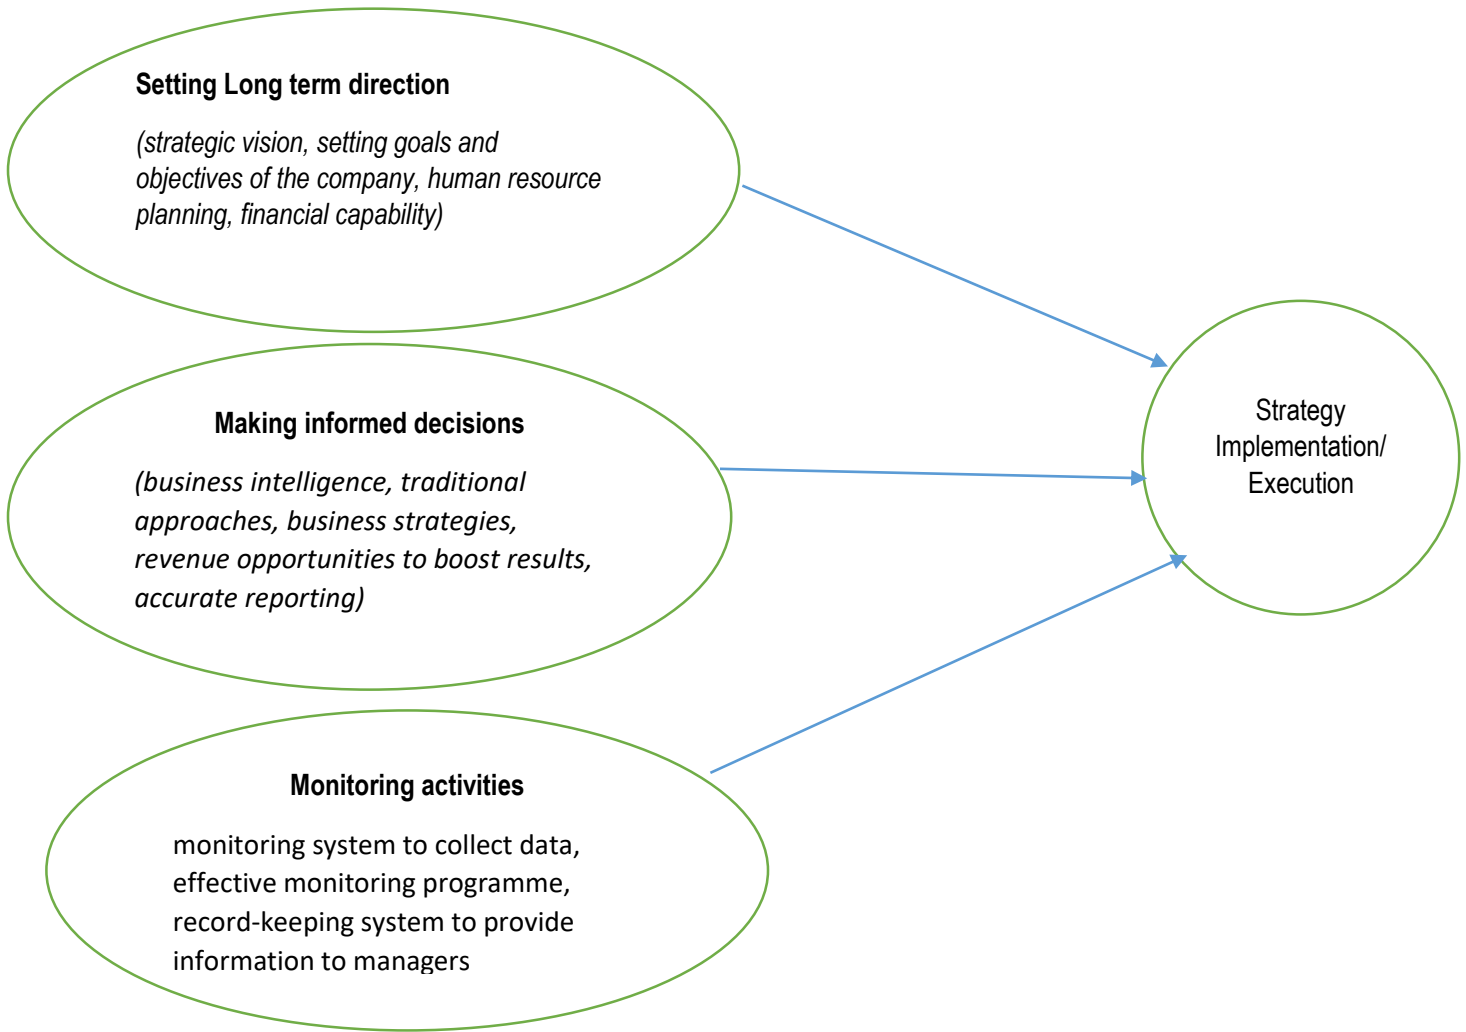 Setting Long term direction
(strategic vision, setting goals and
objectives of the company, human resource
planning, financial capability)
Making informed decisions
(business intelligence, traditional
approaches, business strategies,
revenue opportunities to boost results,
accurate reporting)
Monitoring activities
monitoring system to collect data,
effective monitoring programme,
record-keeping system to provide
information to managers
Strategy
Implementation/
Execution